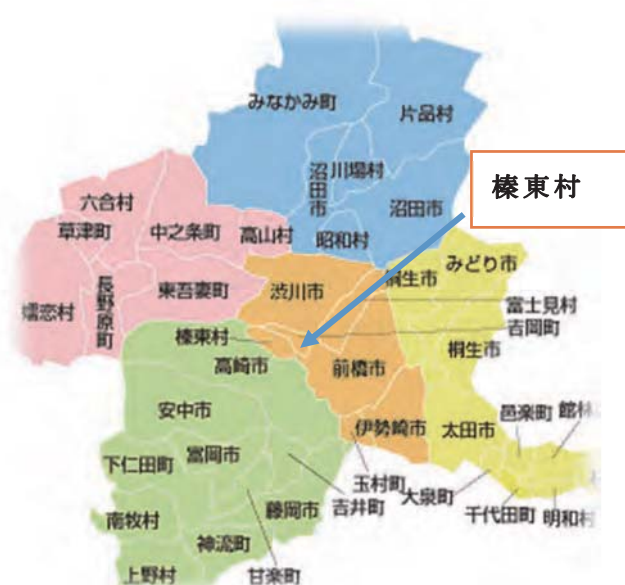 みなかみ町
片品村
沼田市
川場村
沼田市
昭和村
榛東村
六合村
草津町
中之条町
高山村
嬬恋村
長野原町
東吾妻町
渋川市
桐生市
みどり市
富士見村
吉岡町
榛東村
高崎市
前橋市
桐生市
安中市
伊勢崎市
太田市
邑楽町
館林
下仁田町
富岡市
玉村町
大泉町
南牧村
藤岡市
吉井町
千代田町
明和村
神流町
上野村
甘楽町